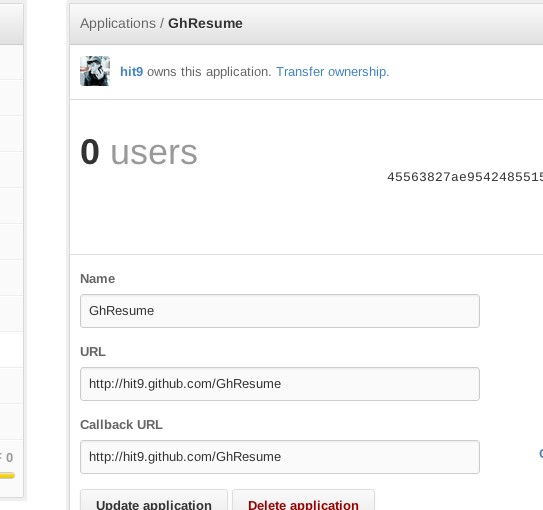 Applications / GhResume
hit9 owns this application. Transfer ownership.
0 users
45563827ae9542485515
Name
GhResume
URL
http://hit9.github.com/GhResume
Callback URL
http://hit9.github.com/GhResume
0
Update application Delete application